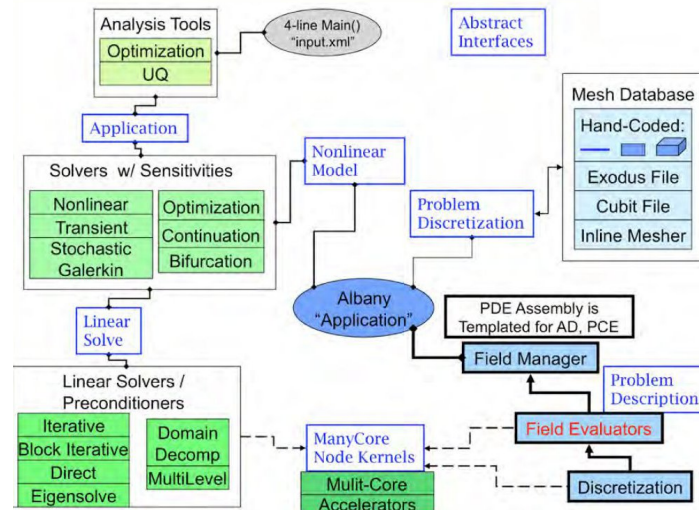 Analysis Tools
Optimization
UQ
4-line Main()
"input.xml"
Abstract
Interfaces
Application
Mesh Database
Hand-Coded:
Exodus File
Cubit File
Inline Mesher
Solvers w/ Sensitivities
Nonlinear
Transient
Stochastic
Galerkin
Optimization
Continuation
Bifurcation
Nonlinear
Model
Problem
Discretization
Linear
Solve
Albany
"Application"
PDE Assembly is
Templated for AD, PCE
Field Manager
Problem
Description
Linear Solvers /
Preconditioners
Iterative
Block Iterative
Direct
Eigensolve
Domain
Decomp
MultiLevel
ManyCore
Node Kernels
Mulit-Core
Accelerators
Field Evaluators
Discretization